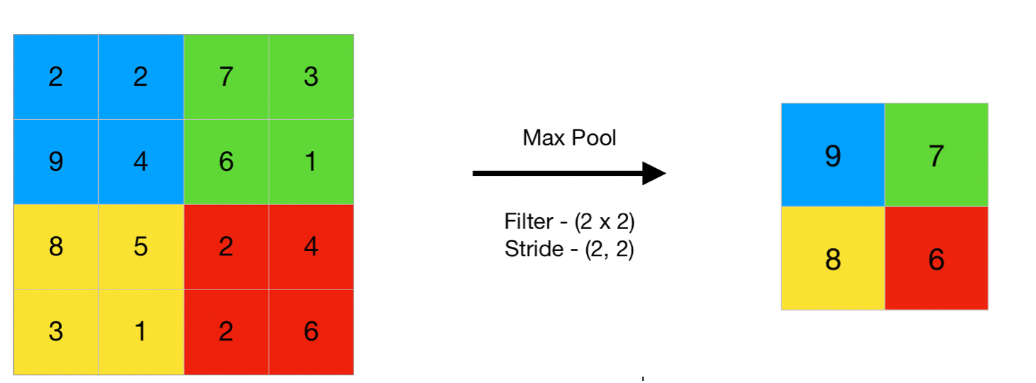 2 2 7 3
9 4 6 1
8 5 2 4
3 1 2 6
Max Pool
Filter - (2 x 2)
Stride - (2, 2)
9 7
8 6